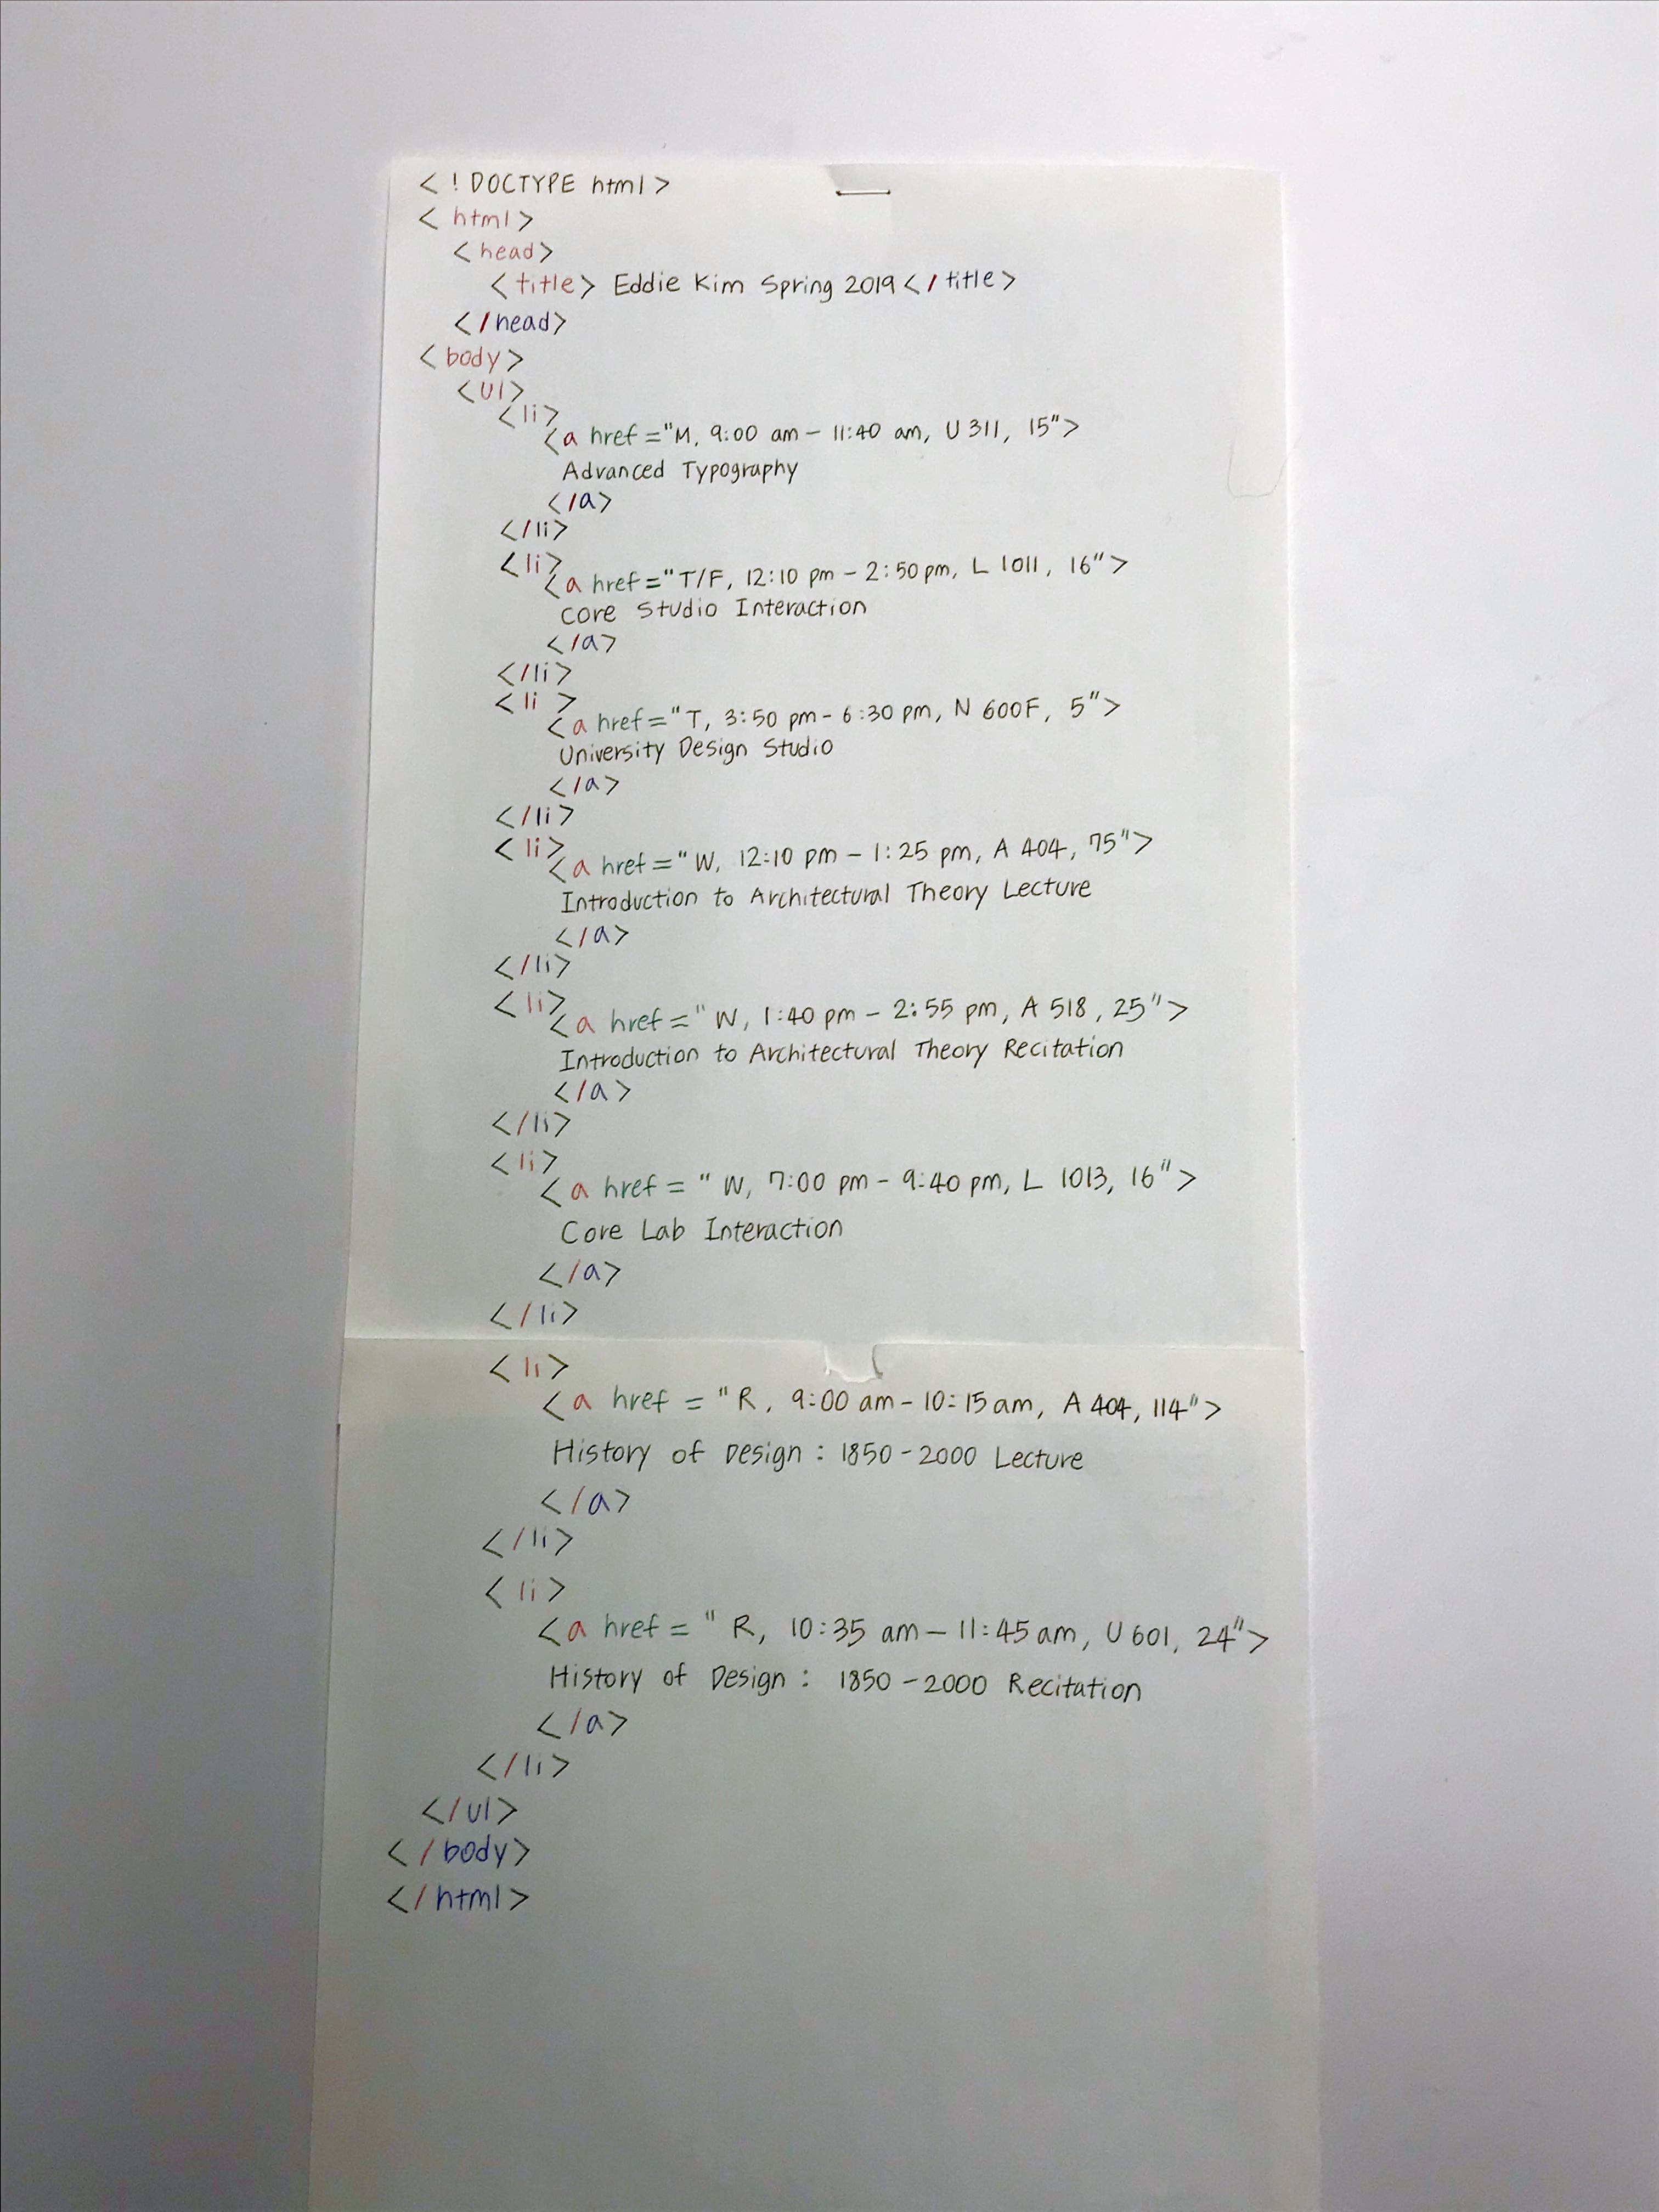 <!DOCTYPE html>
<html>
<head>
<title> Eddie Kim Spring 2019</title>
</head>
<body>
<ul>
<li>
<a href="M, 9:00 am - 11:40 am, U 311, 15">
Advanced Typography
</a>
</li>
<li>
<a href="T/F, 12:10 pm - 2:50 pm, L 1011, 16">
Core Studio Interaction
</a>
</li>
<li>
<a href="T, 3:50 pm - 6:30 pm, N 600F, 5">
University Design Studio
</a>
</li>
<li>
<a href="W, 12:10 pm - 1:25 pm, A 404, 75">
Introduction to Architectural Theory Lecture
</a>
</li>
<li>
<a href="W, 1:40 pm - 2:55 pm, A 518, 25">
Introduction to Architectural Theory Recitation
</a>
</li>
<li>
<a href="W, 7:00 pm - 9:40 pm, L 1013, 16">
Core Lab Interaction
</a>
</li>
<li>
<a href="R, 9:00 am - 10:15 am, A 404, 114">
History of Design: 1850-2000 Lecture
</a>
</li>
<li>
<a href="R, 10:35 am - 11:45 am, U 601, 24">
History of Design: 1850-2000 Recitation
</a>
</li>
</ul>
</body>
</html>